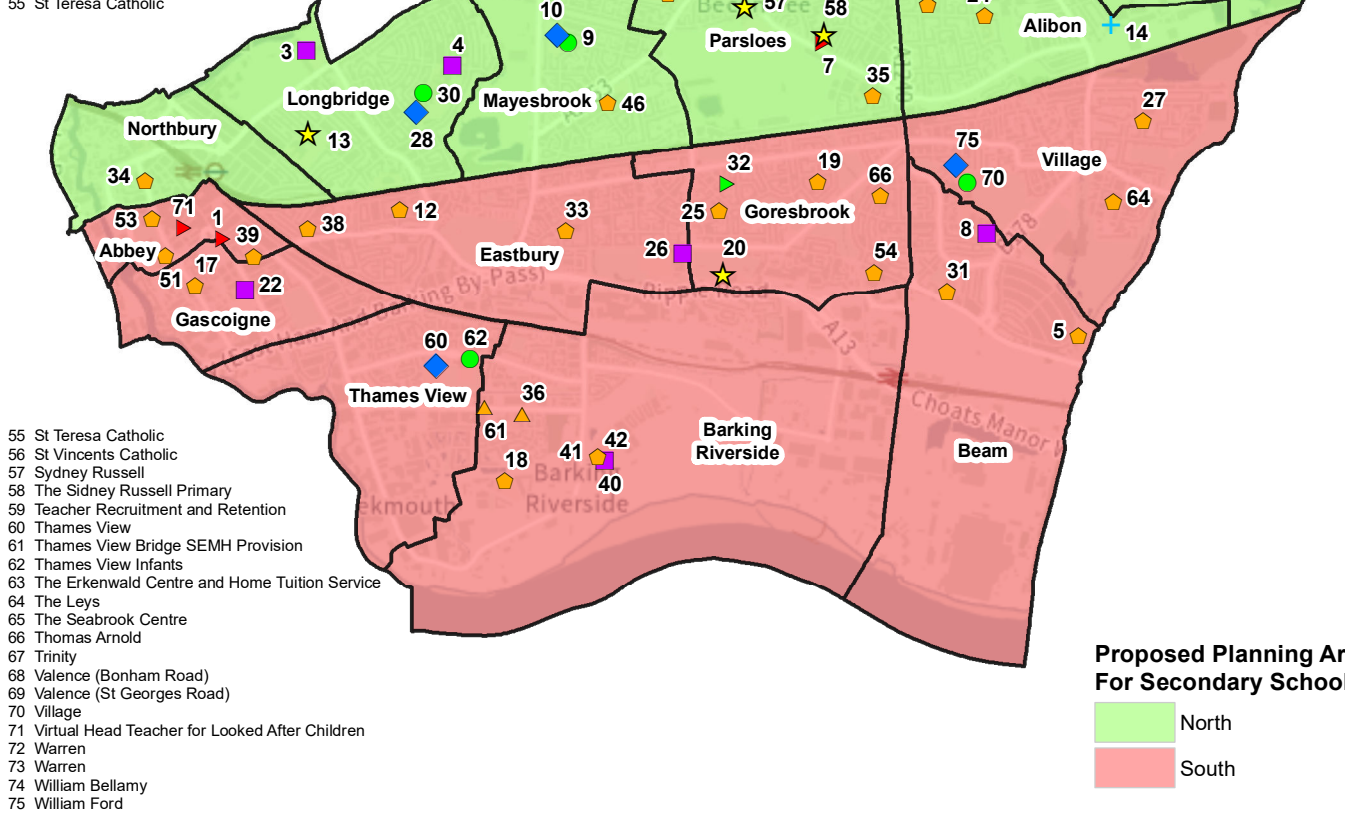 55 St Teresa Catholic
10
57
58
3
4
9
Parsloes
7
Alibon
14
Longbridge
30
Mayesbrook
46
35
27
Northbury
13
28
75
Village
34
32
19
66
70
64
53
71
1
39
38
12
33
25
Goresbrook
8
Abbey
Eastbury
26
20
54
31
51
17
22
Ripple Road
Gascoigne
5
60
62
A13
Thames View
36
Choats Manor
61
Barking
Riverside
Beam
18
41
42
40
Barking
Riverside
55 St Teresa Catholic
56 St Vincents Catholic
57 Sydney Russell
58 The Sidney Russell Primary
59 Teacher Recruitment and Retention
60 Thames View
61 Thames View Bridge SEMH Provision
62 Thames View Infants
63 The Erkenwald Centre and Home Tuition Service
64 The Leys
65 The Seabrook Centre
66 Thomas Arnold
67 Trinity
68 Valence (Bonham Road)
69 Valence (St Georges Road)
70 Village
71 Virtual Head Teacher for Looked After Children
72 Warren
73 Warren
74 William Bellamy
75 William Ford
Proposed Planning Ar
For Secondary School
North
South